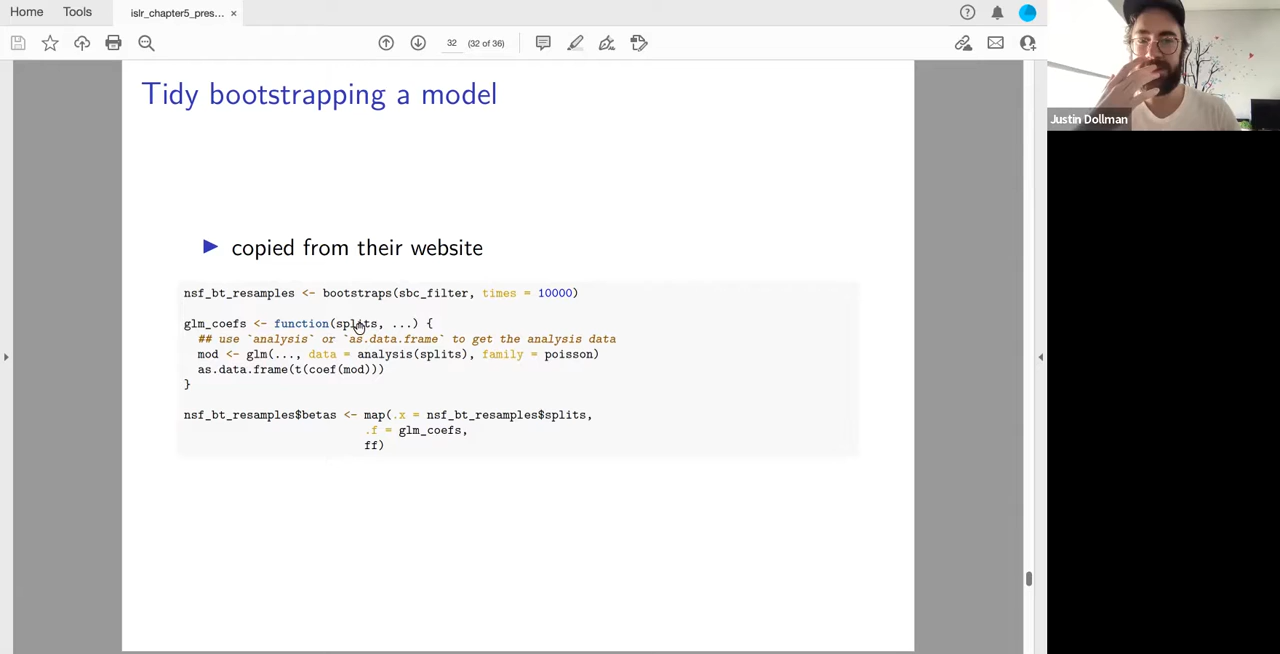 Home
Tools
islr_chapter5_pres...
×
32
(32 of 36)
Justin Dollman
Tidy bootstrapping a model
copied from their website
nsf_bt_resamples <- bootstraps(sbc_filter, times = 10000)
glm_coefs <- function(splits, ...) {
## use `analysis` or `as.data.frame` to get the analysis data
mod <- glm(..., data = analysis(splits), family = poisson)
as.data.frame(t(coef(mod)))
}
nsf_bt_resamples$betas <- map(.x = nsf_bt_resamples$splits,
.f = glm_coefs,
ff)